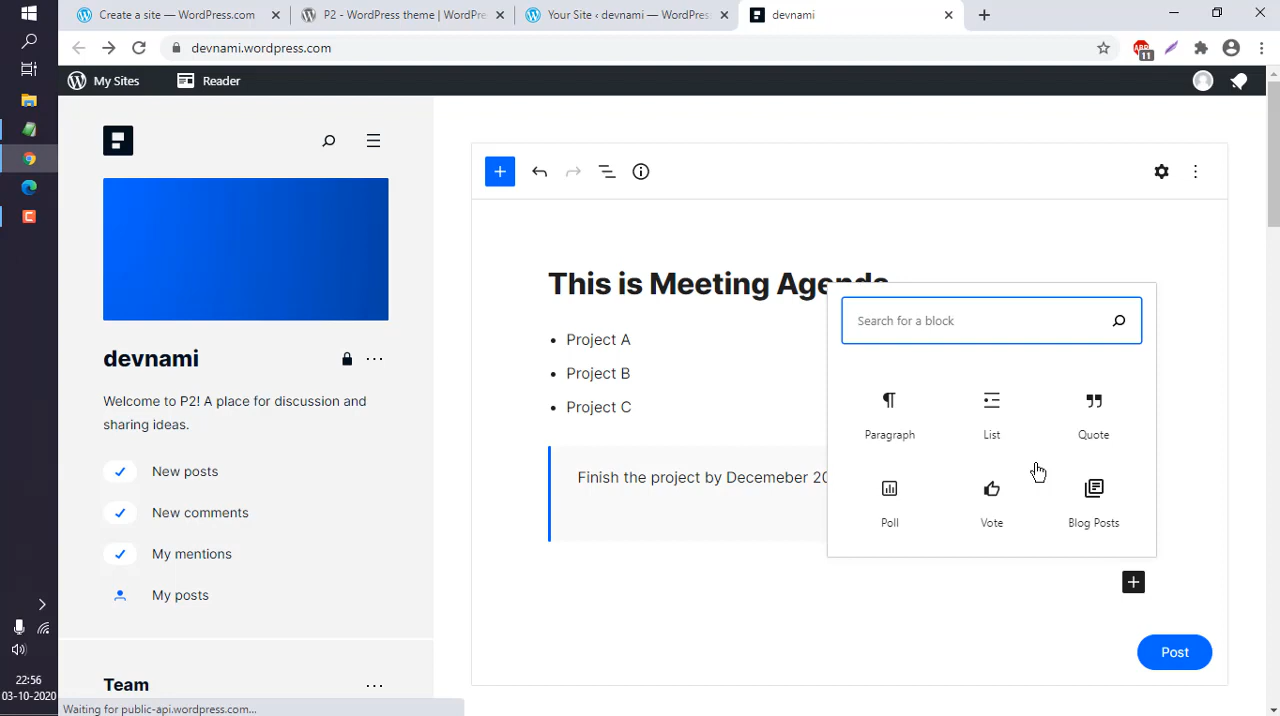 Create a site — WordPress.com
P2 - WordPress theme | WordPr
Your Site ‹ devnami — WordPres
devnami
devnami.wordpress.com
11
My Sites
Reader
This is Meeting Agenda
Project A
Project B
Project C
Finish the project by Decemeber 20
Search for a block
Paragraph
List
Quote
Poll
Vote
Blog Posts
Post
devnami
Welcome to P2! A place for discussion and
sharing ideas.
New posts
New comments
My mentions
My posts
Team
22:56
03-10-2020
Waiting for public-api.wordpress.com...